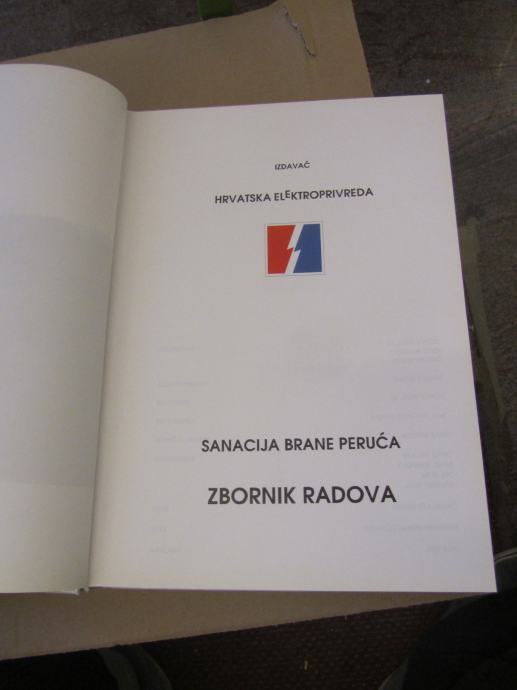 IZDAVAČ
HRVATSKA ELEKTROPRIVREDA
SANACIJA BRANE PERUĆA
ZBORNIK RADOVA